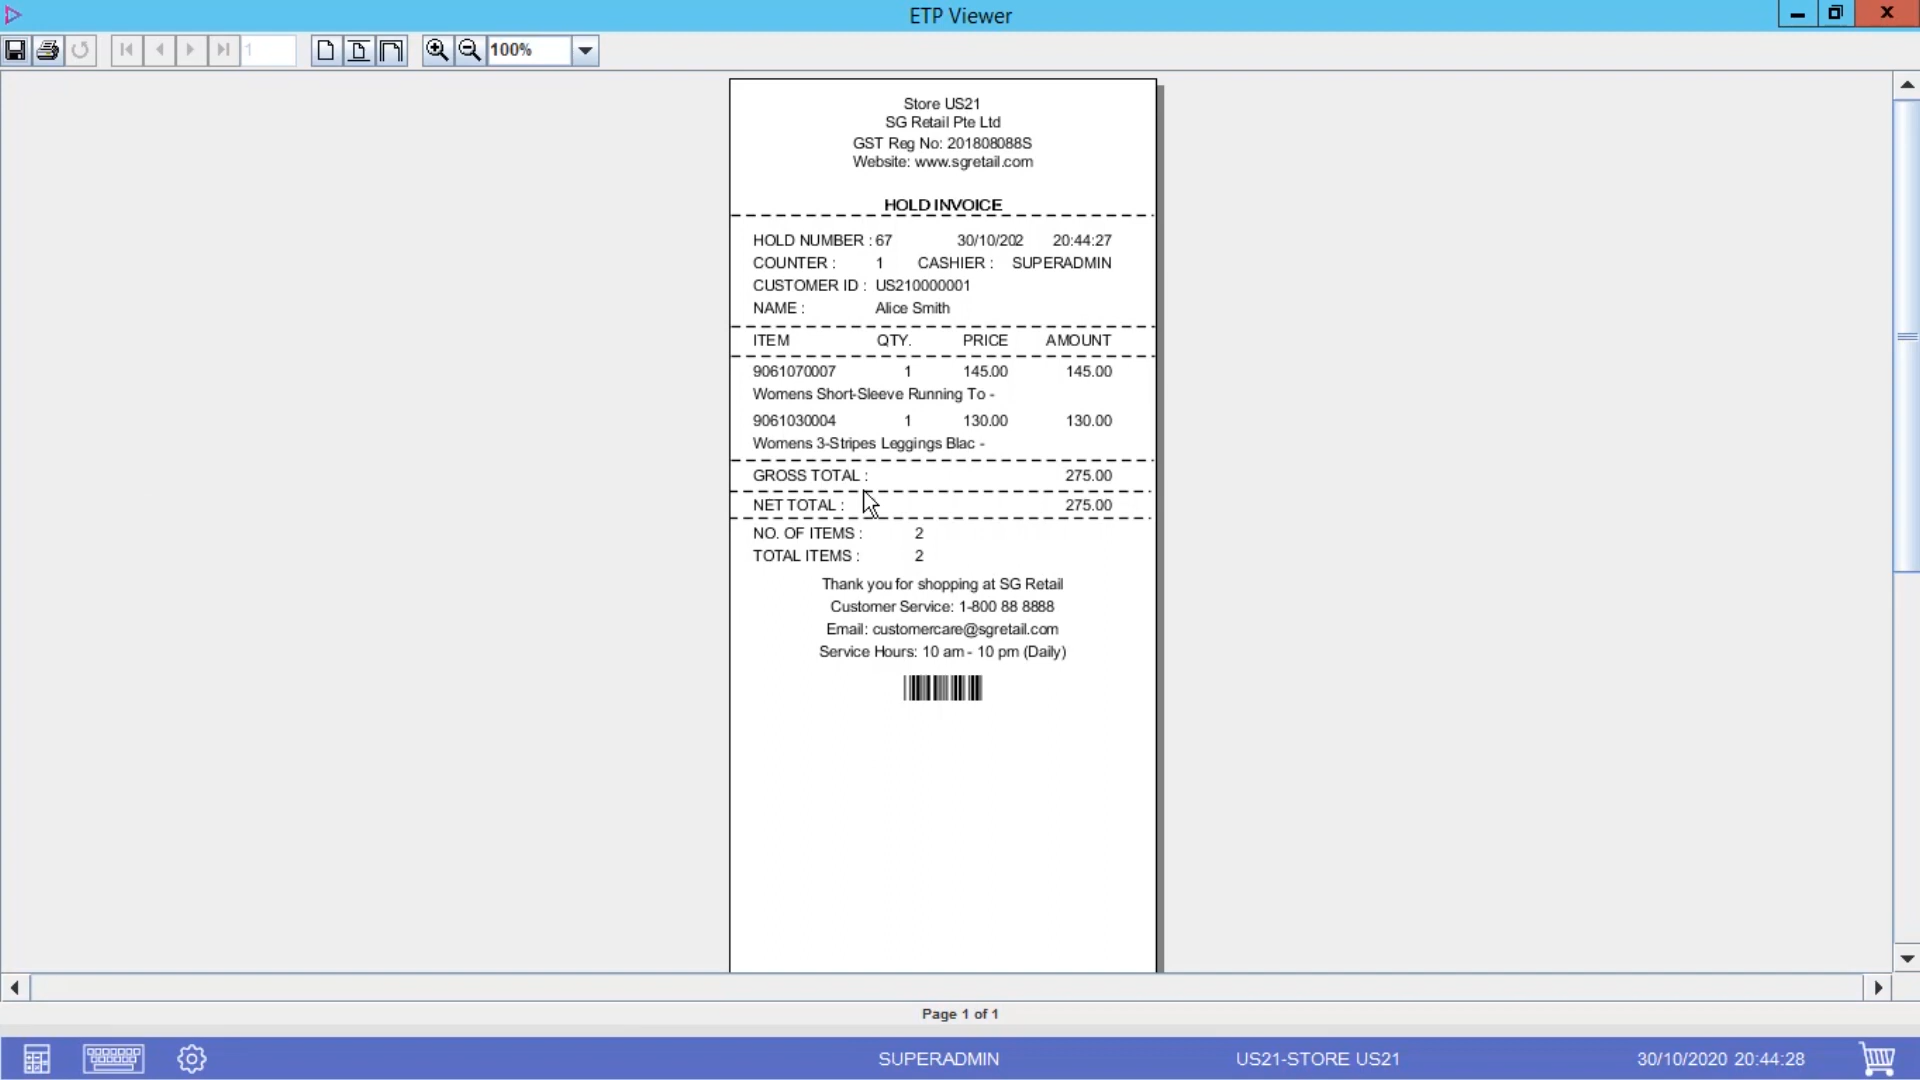 ETP Viewer
1
100%
Store US21
SG Retail Pte Ltd
GST Reg No: 201808088S
Website: www.sgretail.com
HOLD INVOICE
HOLD NUMBER : 67 30/10/202 20:44:27
COUNTER : 1 CASHIER : SUPERADMIN
CUSTOMER ID : US210000001
NAME : Alice Smith
ITEM QTY. PRICE AMOUNT
9061070007 1 145.00 145.00
Womens Short-Sleeve Running To -
9061030004 1 130.00 130.00
Womens 3-Stripes Leggings Blac -
GROSS TOTAL : 275.00
NET TOTAL : 275.00
NO. OF ITEMS : 2
TOTAL ITEMS : 2
Thank you for shopping at SG Retail
Customer Service: 1-800 88 8888
Email: customercare@sgretail.com
Service Hours: 10 am - 10 pm (Daily)
Page 1 of 1
SUPERADMIN US21-STORE US21 30/10/2020 20:44:28